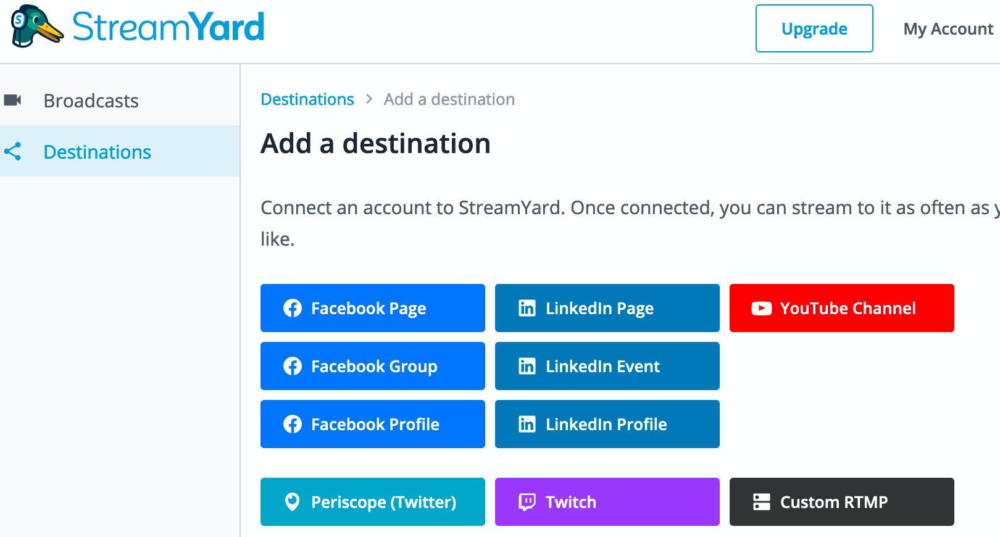 StreamYard
Upgrade
My Account
Broadcasts
Destinations
Destinations > Add a destination
Add a destination
Connect an account to StreamYard. Once connected, you can stream to it as often as
like.
Facebook Page
LinkedIn Page
YouTube Channel
Facebook Group
LinkedIn Event
Facebook Profile
LinkedIn Profile
Periscope (Twitter)
Twitch
Custom RTMP